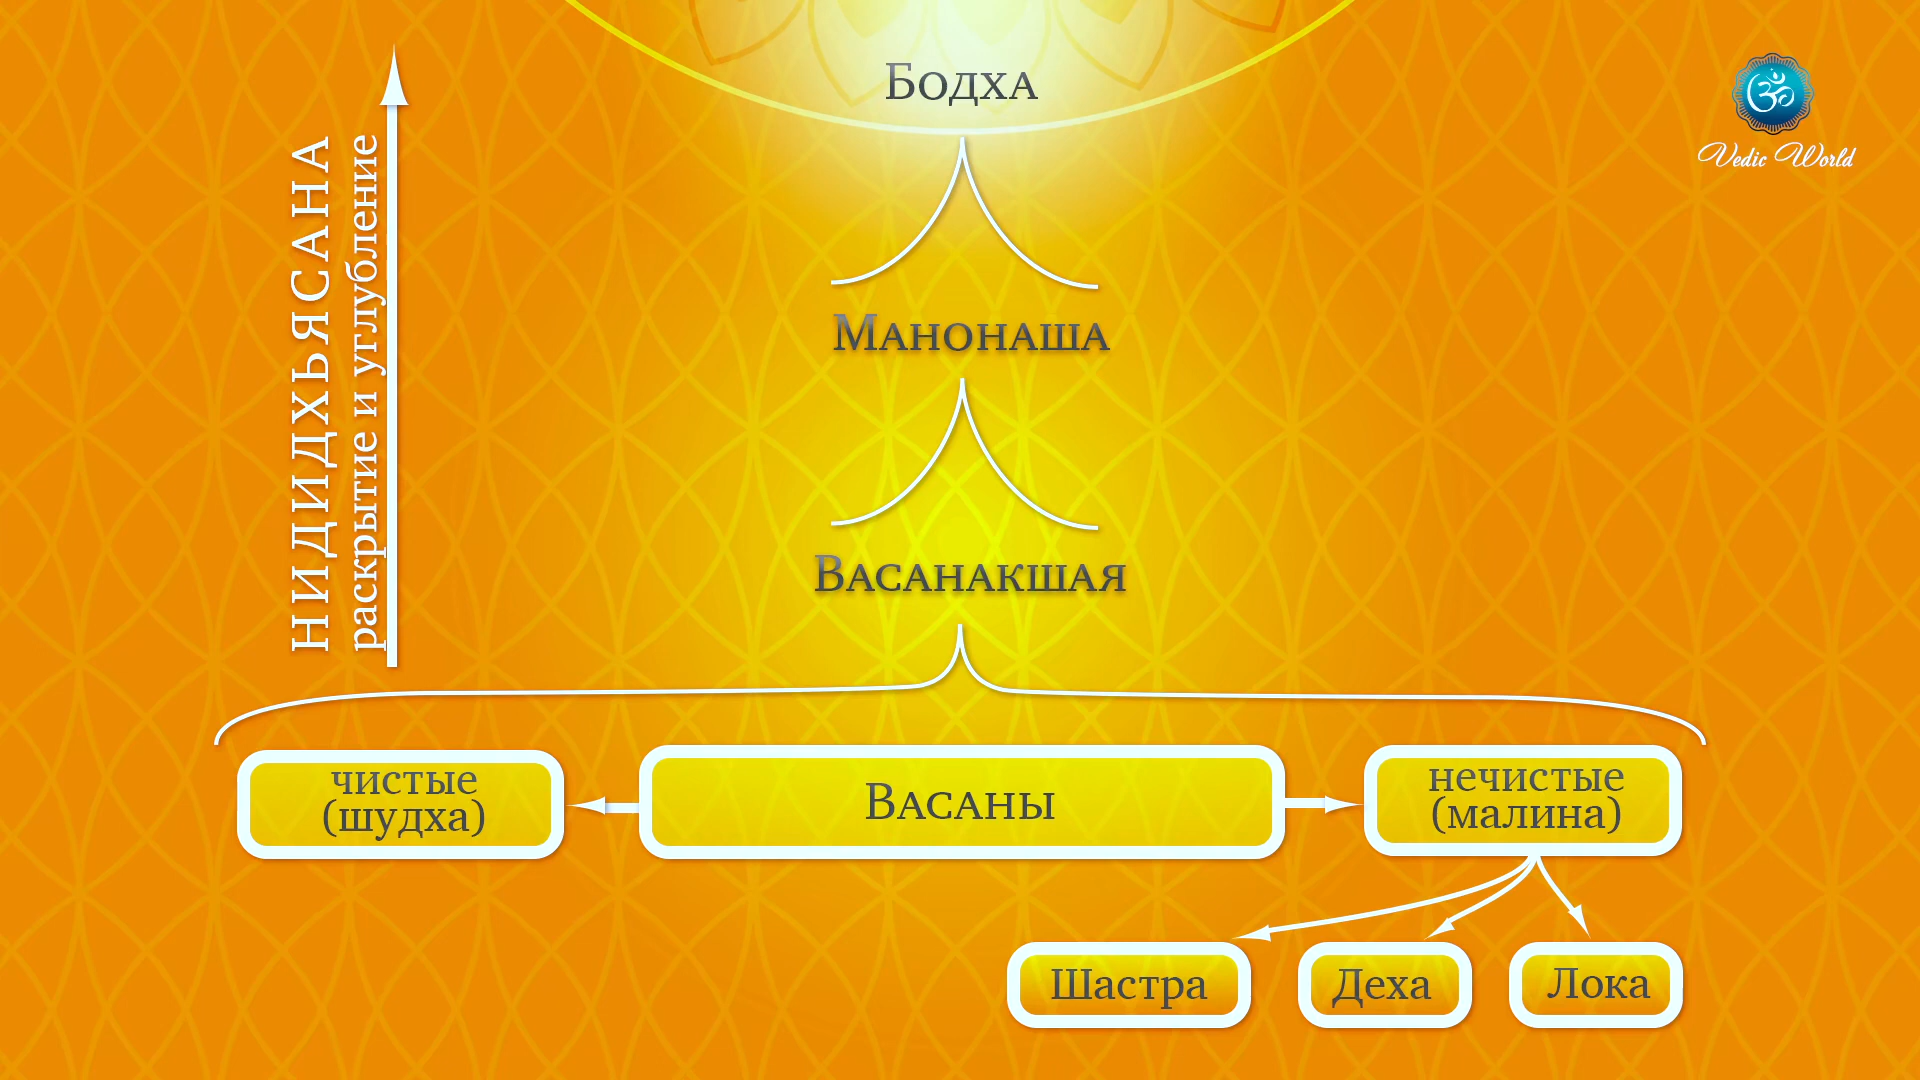 Бодха
Vedic World
НИДИДХЬЯСАНА
раскрытие и углубление
Манонаша
Васанакшая
чистые
(шудха)
Васаны
нечистые
(малина)
Шастра
Деха
Лока